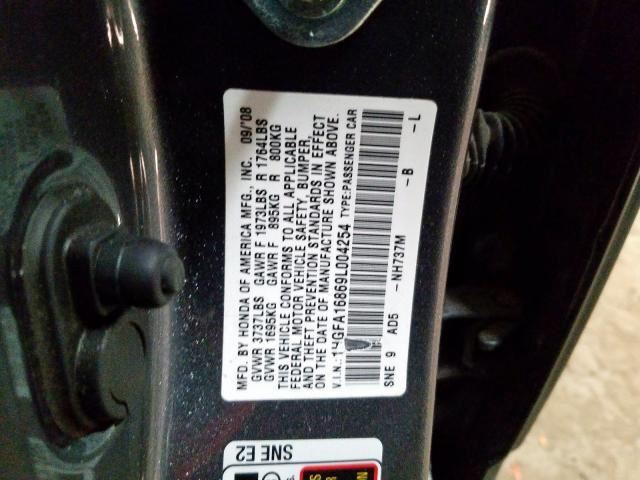 MFD. BY HONDA OF AMERICA MFG., INC. 09/'08
GVWR 3737LBS GAWR F 1973LBS R 1764LBS
GVWR 1695KG GAWR F 895KG R 800KG
THIS VEHICLE CONFORMS TO ALL APPLICABLE
FEDERAL MOTOR VEHICLE SAFETY, BUMPER,
AND THEFT PREVENTION STANDARDS IN EFFECT
ON THE DATE OF MANUFACTURE SHOWN ABOVE.
V.I.N.: 1HGFA16869L004254 TYPE:PASSENGER CAR
SNE 9 AD5 -NH737M -B -L
SNE E2